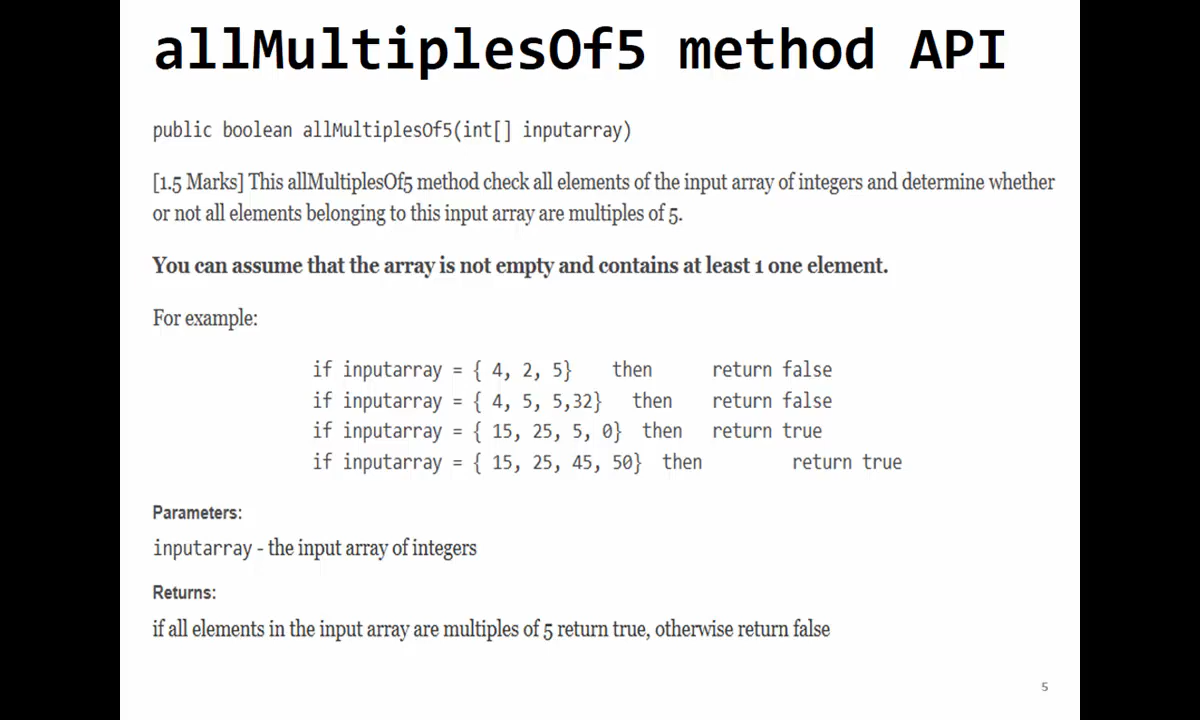 allMultiplesOf5 method API
public boolean allMultiplesOf5(int[] inputarray)
[1.5 Marks] This allMultiplesOf5 method check all elements of the input array of integers and determine whether
or not all elements belonging to this input array are multiples of 5.
You can assume that the array is not empty and contains at least 1 one element.
For example:
if inputarray = { 4, 2, 5} then return false
if inputarray = { 4, 5, 5,32} then return false
if inputarray = { 15, 25, 5, 0} then return true
if inputarray = { 15, 25, 45, 50} then return true
Parameters:
inputarray - the input array of integers
Returns:
if all elements in the input array are multiples of 5 return true, otherwise return false
5